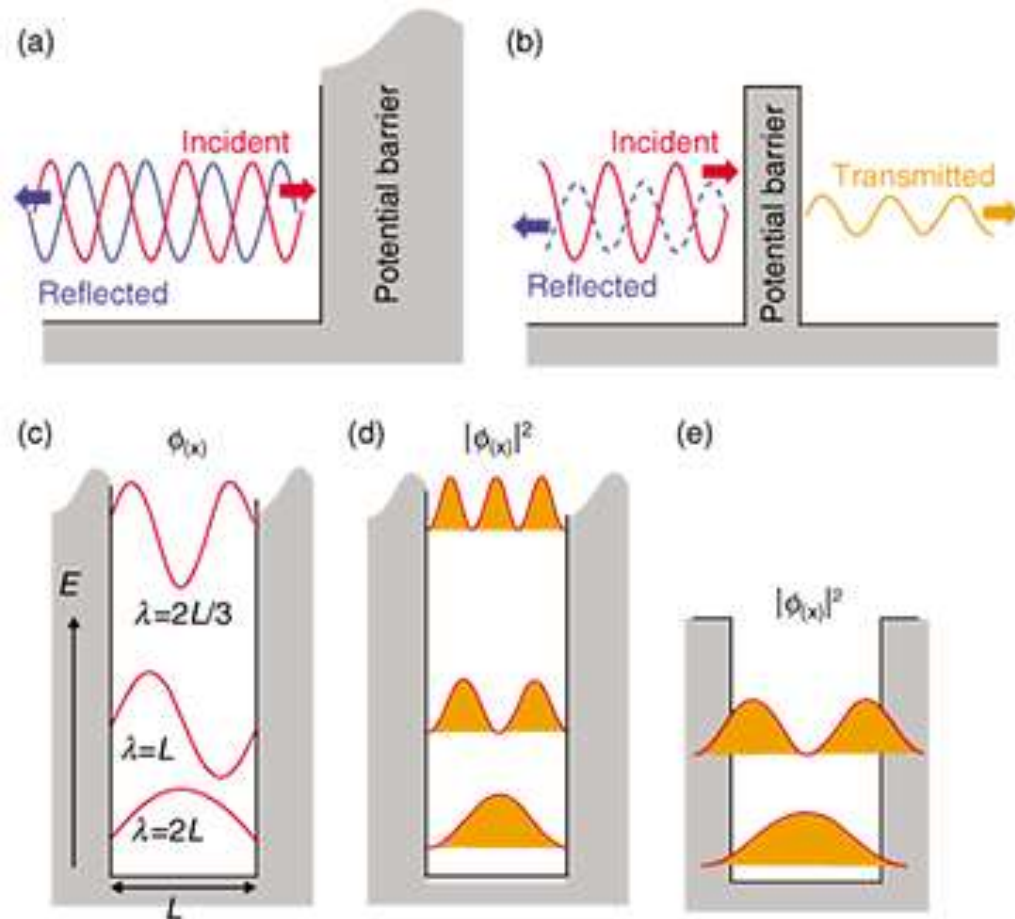 (a)
Incident
Reflected
Potential barrier
(b)
Incident
Reflected
Potential barrier
Transmitted
(c)
ϕ(x)
E
λ=2L/3
λ=L
λ=2L
L
(d)
|ϕ(x)|²
(e)
|ϕ(x)|²